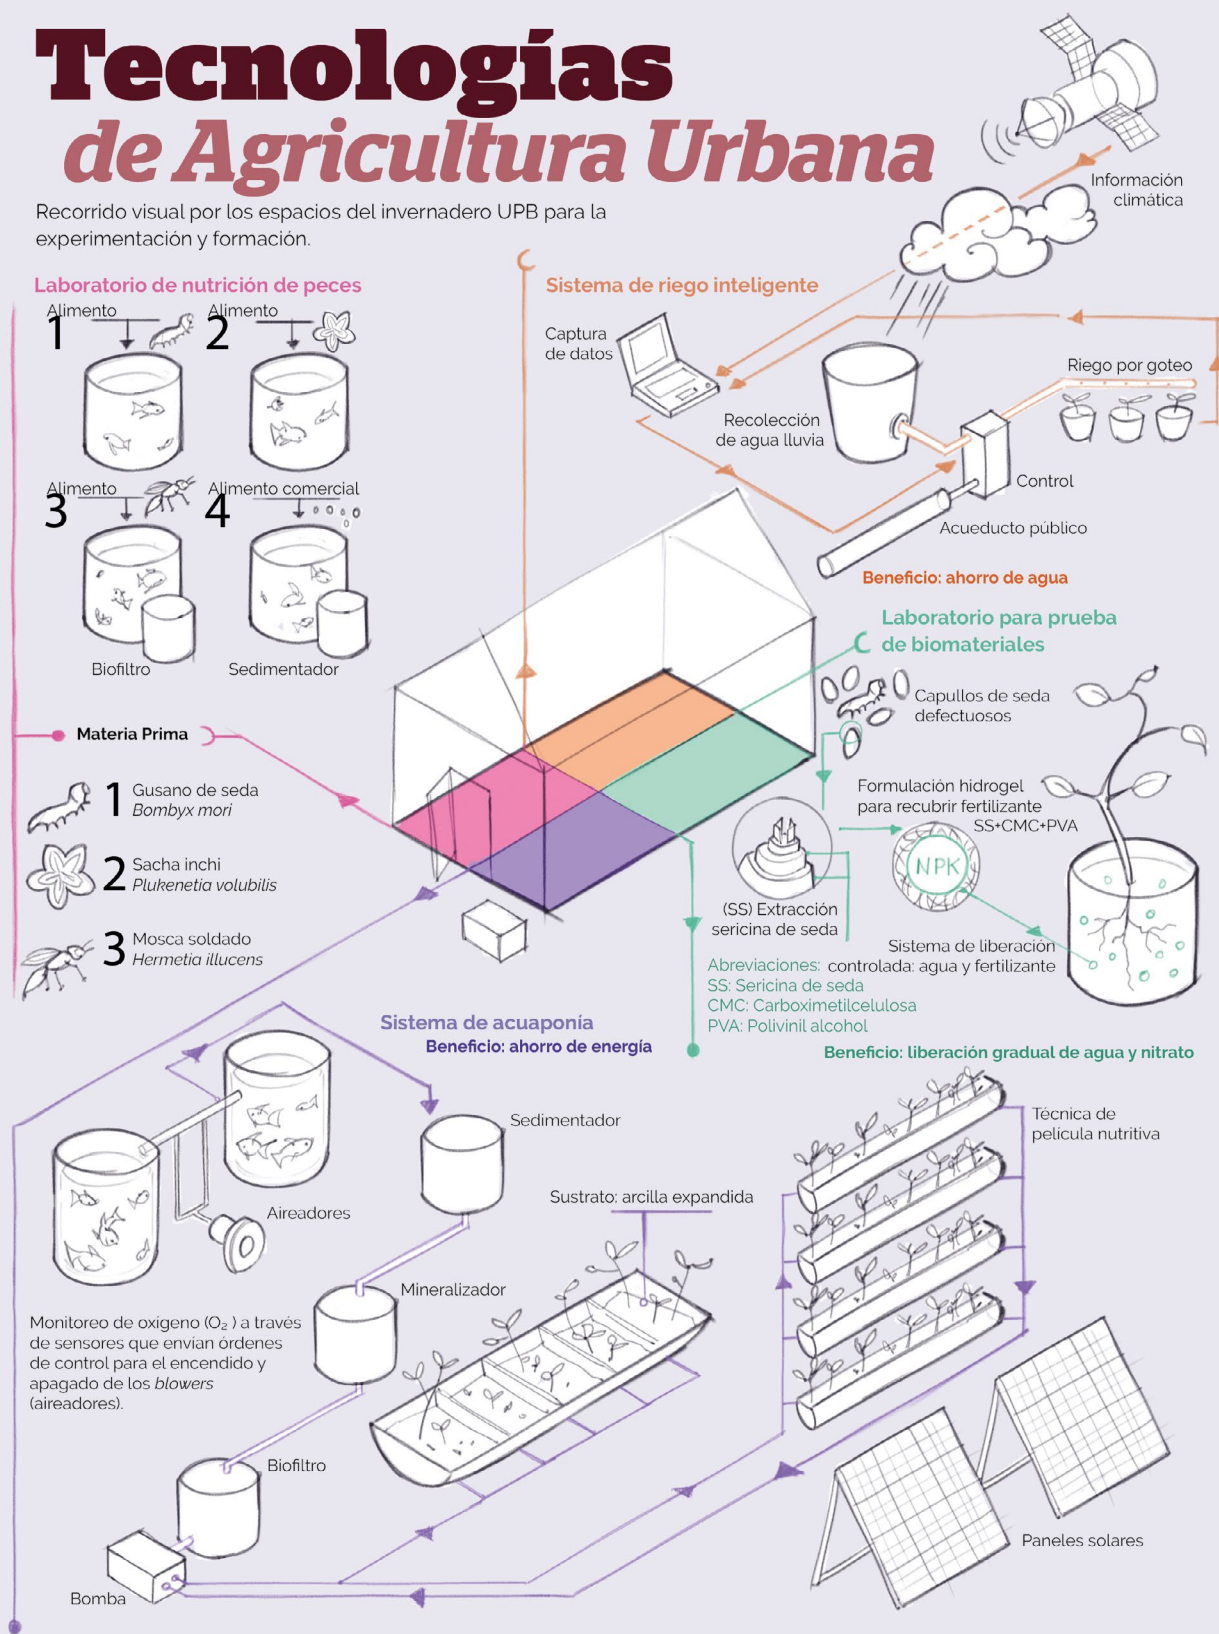 Tecnologías
de Agricultura Urbana
Recorrido visual por los espacios del invernadero UPB para la
experimentación y formación.
Información
climática
Laboratorio de nutrición de peces
Alimento
1
Alimento
2
Alimento
3
Alimento comercial
4
Biofiltro
Sedimentador
Materia Prima
1 Gusano de seda
Bombyx mori
2 Sacha inchi
Plukenetia volubilis
3 Mosca soldado
Hermetia illucens
Sistema de riego inteligente
Captura
de datos
Recolección
de agua lluvia
Riego por goteo
Control
Acueducto público
Beneficio: ahorro de agua
Laboratorio para prueba
de biomateriales
Capullos de seda
defectuosos
Formulación hidrogel
para recubrir fertilizante
SS+CMC+PVA
NPK
(SS) Extracción
sericina de seda
Sistema de liberación
controlada: agua y fertilizante
Abreviaciones:
SS: Sericina de seda
CMC: Carboximetilcelulosa
PVA: Polivinil alcohol
Beneficio: liberación gradual de agua y nitrato
Sistema de acuaponía
Beneficio: ahorro de energía
Sedimentador
Técnica de
película nutritiva
Sustrato: arcilla expandida
Aireadores
Mineralizador
Monitoreo de oxígeno (O₂ ) a través
de sensores que envían órdenes
de control para el encendido y
apagado de los blowers
(aireadores).
Biofiltro
Bomba
Paneles solares